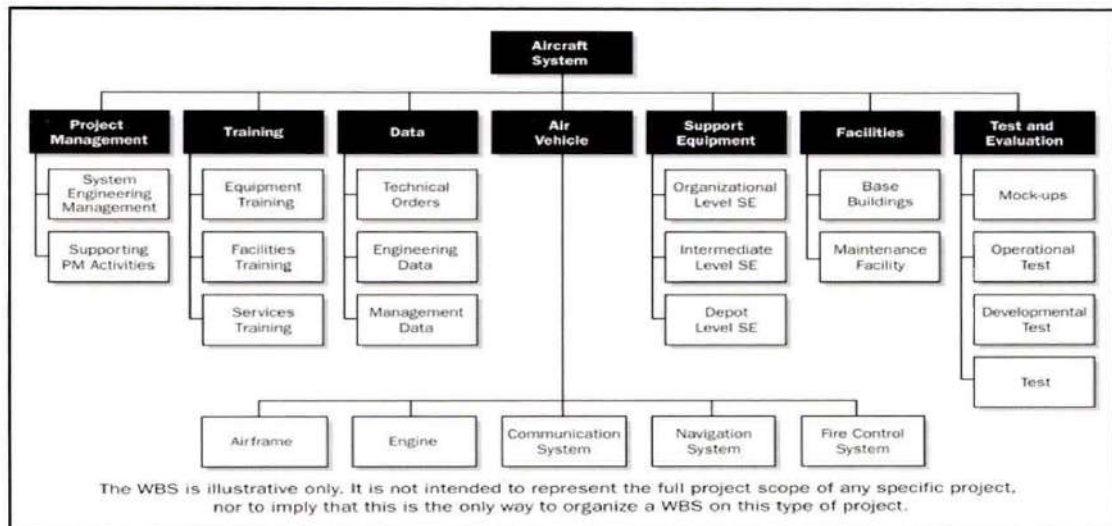 Aircraft
System
Project
Management
Training
Data
Air
Vehicle
Support
Equipment
Facilities
Test and
Evaluation
System
Engineering
Management
Supporting
PM Activities
Equipment
Training
Facilities
Training
Services
Training
Technical
Orders
Engineering
Data
Management
Data
Organizational
Level SE
Intermediate
Level SE
Depot
Level SE
Base
Buildings
Maintenance
Facility
Mock-ups
Operational
Test
Developmental
Test
Test
Airframe
Engine
Communication
System
Navigation
System
Fire Control
System
The WBS is illustrative only. It is not intended to represent the full project scope of any specific project,
nor to imply that this is the only way to organize a WBS on this type of project.